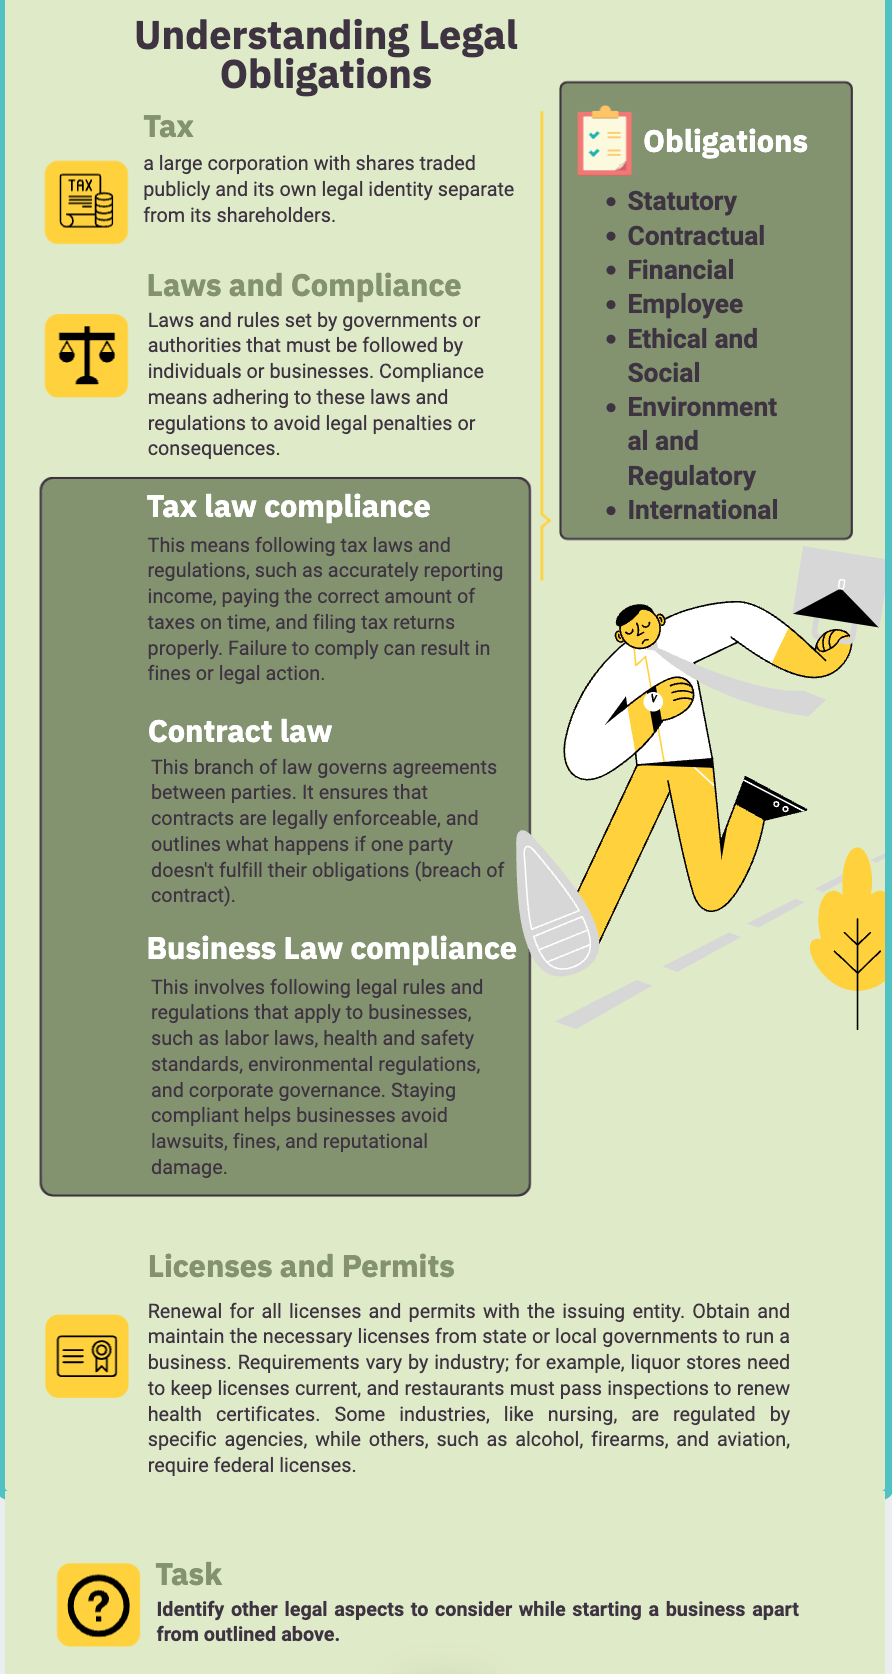 Understanding Legal
Obligations
Tax
a large corporation with shares traded
publicly and its own legal identity separate
from its shareholders.
TAX
Laws and Compliance
Laws and rules set by governments or
authorities that must be followed by
individuals or businesses. Compliance
means adhering to these laws and
regulations to avoid legal penalties or
consequences.
Obligations
• Statutory
• Contractual
• Financial
• Employee
• Ethical and
Social
• Environment
al and
Regulatory
• International
Tax law compliance
This means following tax laws and
regulations, such as accurately reporting
income, paying the correct amount of
taxes on time, and filing tax returns
properly. Failure to comply can result in
fines or legal action.
Contract law
This branch of law governs agreements
between parties. It ensures that
contracts are legally enforceable, and
outlines what happens if one party
doesn't fulfill their obligations (breach of
contract).
Business Law compliance
This involves following legal rules and
regulations that apply to businesses,
such as labor laws, health and safety
standards, environmental regulations,
and corporate governance. Staying
compliant helps businesses avoid
lawsuits, fines, and reputational
damage.
Licenses and Permits
Renewal for all licenses and permits with the issuing entity. Obtain and
maintain the necessary licenses from state or local governments to run a
business. Requirements vary by industry; for example, liquor stores need
to keep licenses current, and restaurants must pass inspections to renew
health certificates. Some industries, like nursing, are regulated by
specific agencies, while others, such as alcohol, firearms, and aviation,
require federal licenses.
?
Task
Identify other legal aspects to consider while starting a business apart
from outlined above.